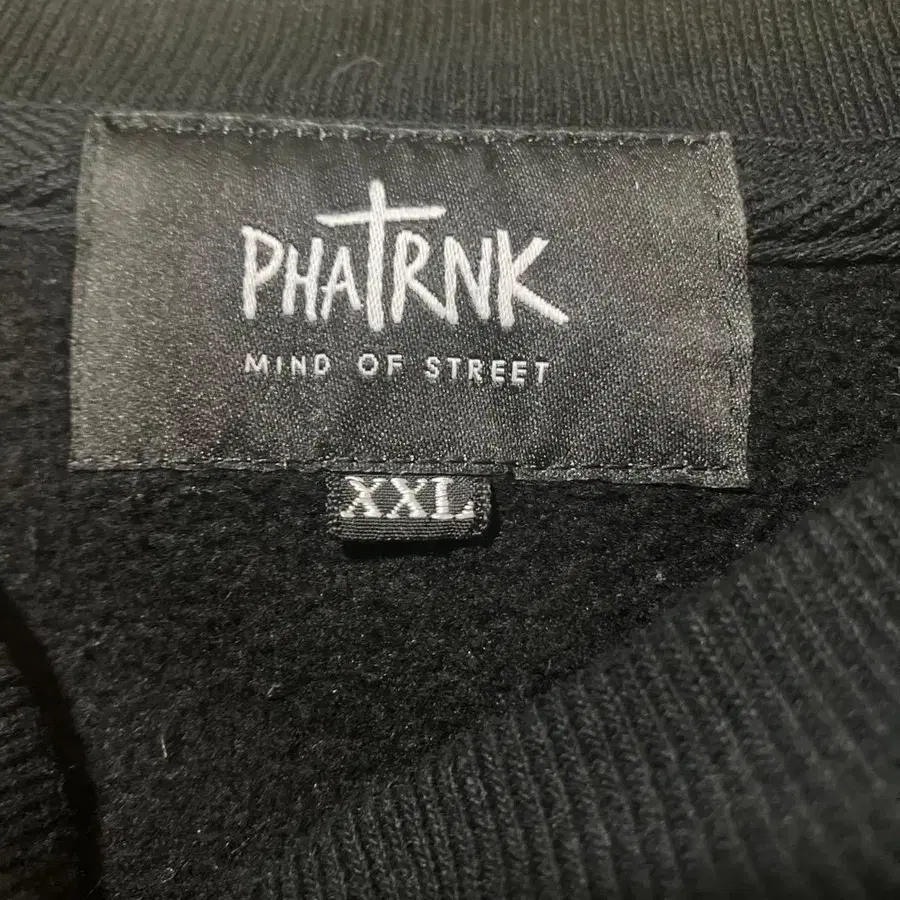 PHATRNK
MIND OF STREET
XXL